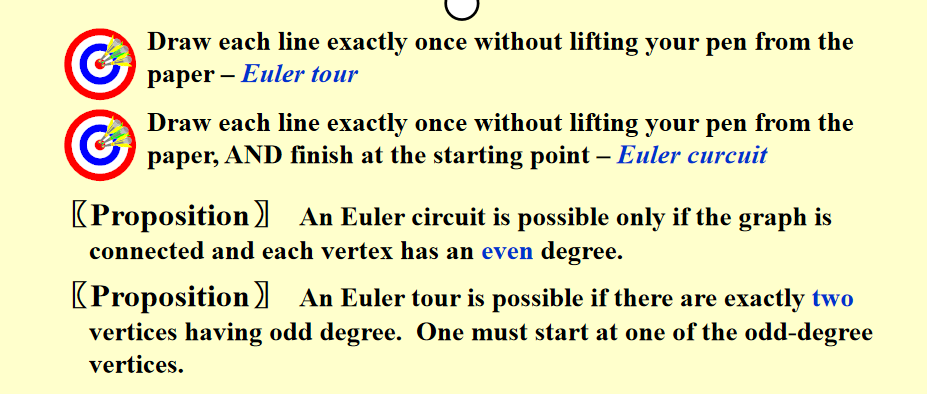 Draw each line exactly once without lifting your pen from the
paper – Euler tour
Draw each line exactly once without lifting your pen from the
paper, AND finish at the starting point – Euler curcuit
〖Proposition〗 An Euler circuit is possible only if the graph is
connected and each vertex has an even degree.
〖Proposition〗 An Euler tour is possible if there are exactly two
vertices having odd degree. One must start at one of the odd-degree
vertices.